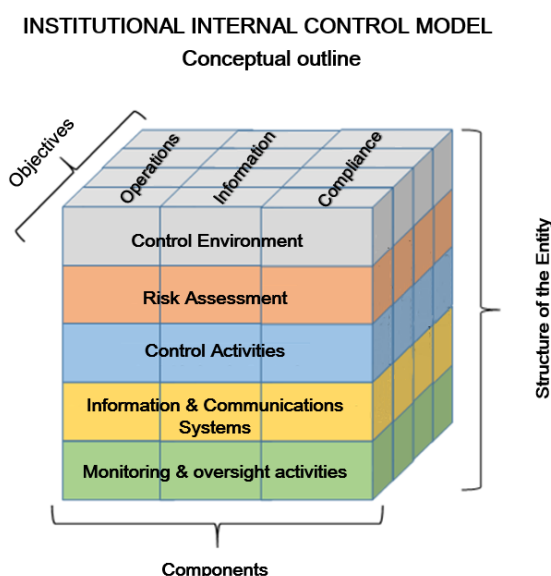 INSTITUTIONAL INTERNAL CONTROL MODEL
Conceptual outline
Objectives
Operations
Information
Compliance
Control Environment
Risk Assessment
Control Activities
Information & Communications
Systems
Monitoring & oversight activities
Structure of the Entity
Components